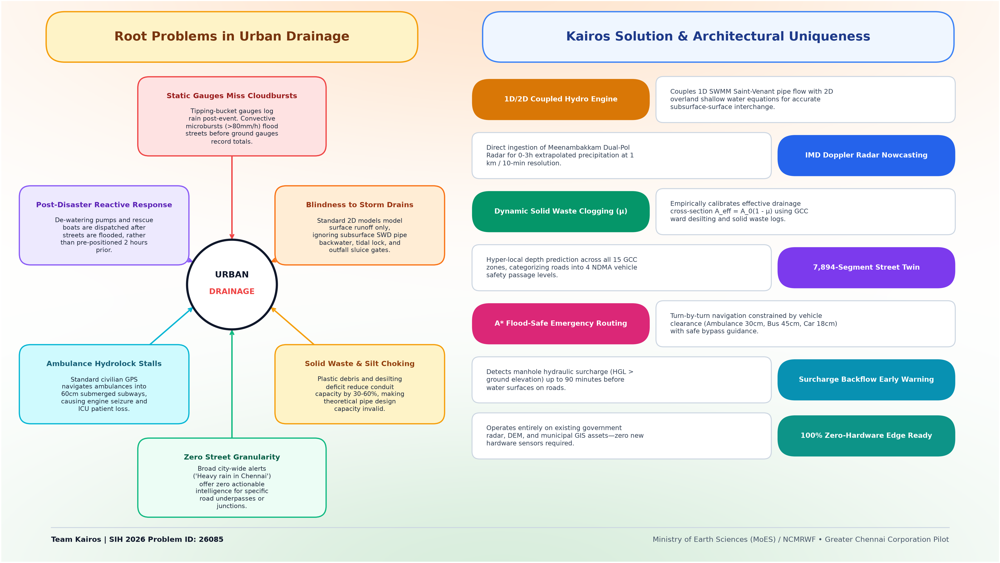 Root Problems in Urban Drainage
Static Gauges Miss Cloudbursts
Tipping-bucket gauges log
rain post-event. Convective
microbursts (>80mm/h) flood
streets before ground gauges
record totals.
Post-Disaster Reactive Response
De-watering pumps and rescue
boats are dispatched after
streets are flooded, rather
than pre-positioned 2 hours
prior.
Blindness to Storm Drains
Standard 2D models model
surface runoff only,
ignoring subsurface SWD pipe
backwater, tidal lock, and
outfall sluice gates.
URBAN
DRAINAGE
Ambulance Hydrolock Stalls
Standard civilian GPS
navigates ambulances into
60cm submerged subways,
causing engine seizure and
ICU patient loss.
Solid Waste & Silt Choking
Plastic debris and desilting
deficit reduce conduit
capacity by 30-60%, making
theoretical pipe design
capacity invalid.
Zero Street Granularity
Broad city-wide alerts
('Heavy rain in Chennai')
offer zero actionable
intelligence for specific
road underpasses or
junctions.
Kairos Solution & Architectural Uniqueness
1D/2D Coupled Hydro Engine
Couples 1D SWMM Saint-Venant pipe flow with 2D
overland shallow water equations for accurate
subsurface-surface interchange.
Direct ingestion of Meenambakkam Dual-Pol
Radar for 0-3h extrapolated precipitation at 1
km / 10-min resolution.
IMD Doppler Radar Nowcasting
Dynamic Solid Waste Clogging (μ)
Empirically calibrates effective drainage
cross-section A_eff = A_0(1 - μ) using GCC
ward desilting and solid waste logs.
Hyper-local depth prediction across all 15 GCC
zones, categorizing roads into 4 NDMA vehicle
safety passage levels.
7,894-Segment Street Twin
A* Flood-Safe Emergency Routing
Turn-by-turn navigation constrained by vehicle
clearance (Ambulance 30cm, Bus 45cm, Car 18cm)
with safe bypass guidance.
Detects manhole hydraulic surcharge (HGL >
ground elevation) up to 90 minutes before
water surfaces on roads.
Surcharge Backflow Early Warning
Operates entirely on existing government
radar, DEM, and municipal GIS assets—zero new
hardware sensors required.
100% Zero-Hardware Edge Ready
Team Kairos | SIH 2026 Problem ID: 26085
Ministry of Earth Sciences (MoES) / NCMRWF • Greater Chennai Corporation Pilot